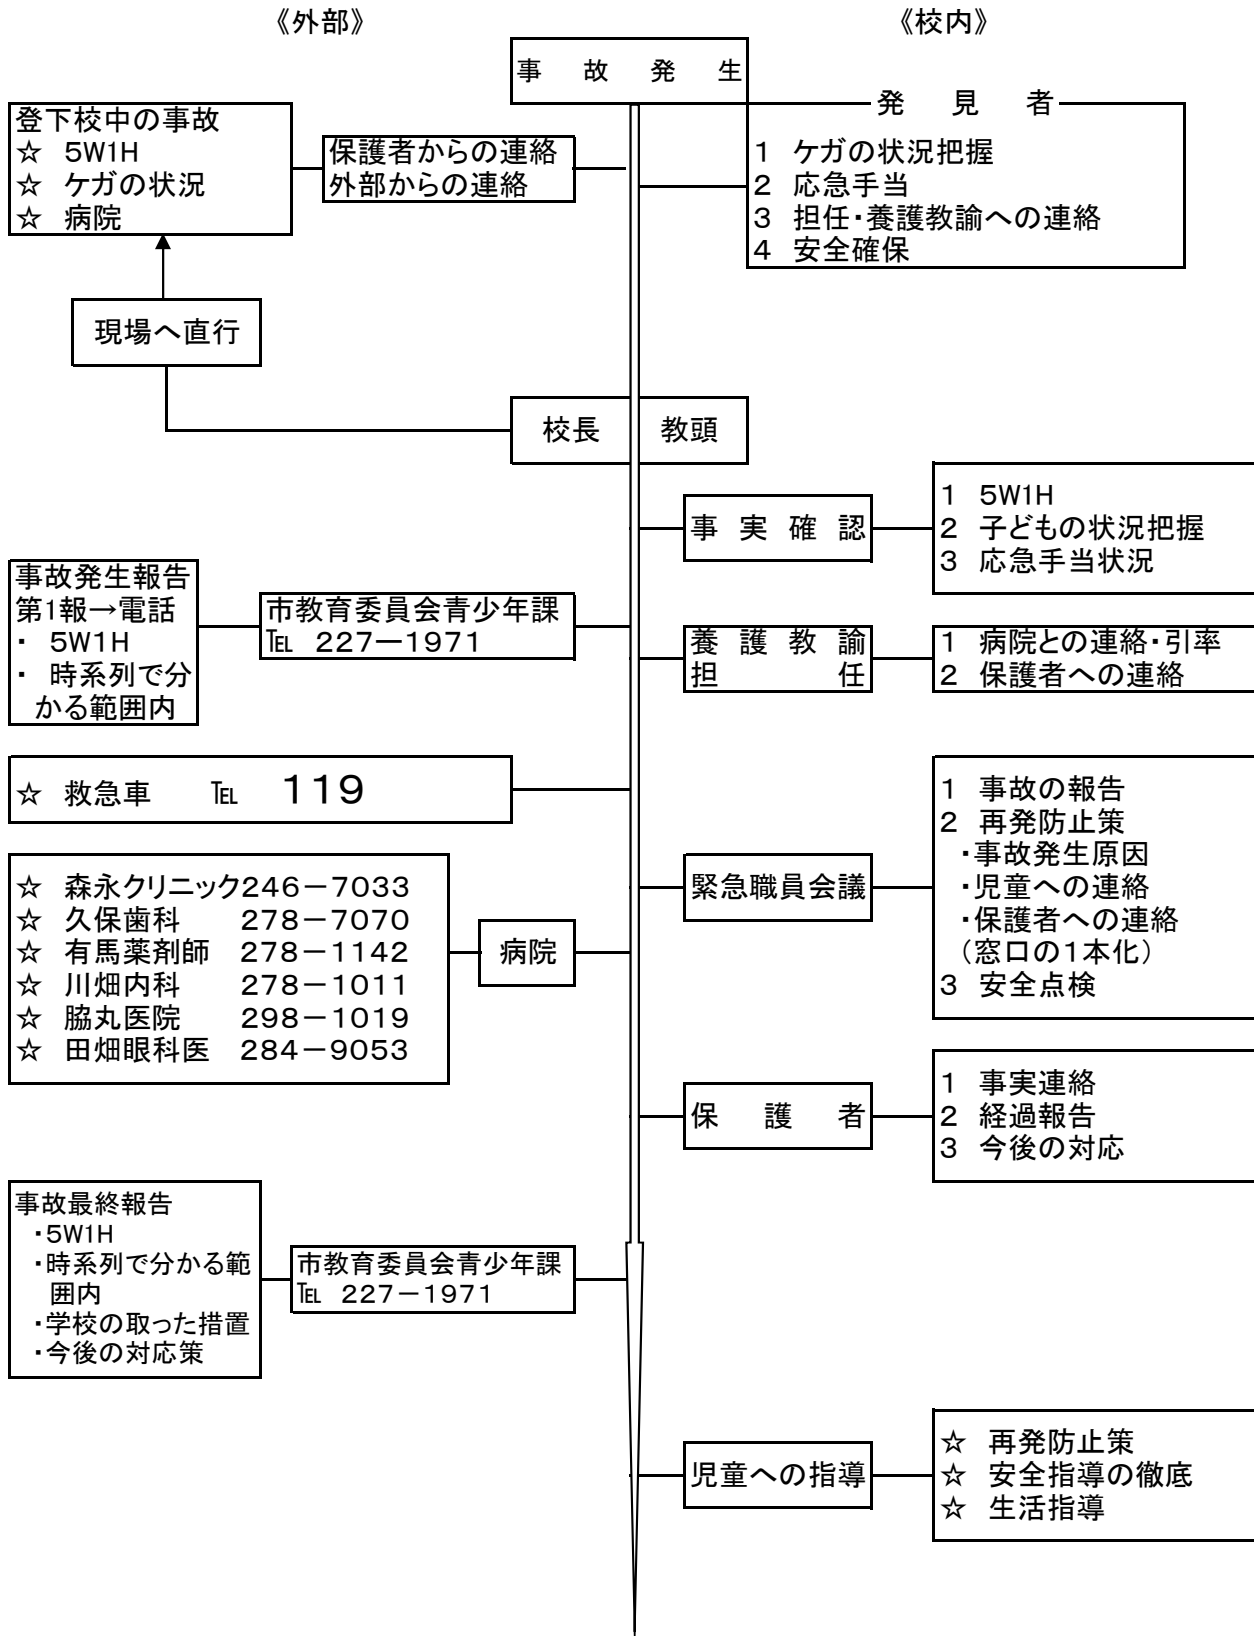 《外部》
《校内》
事故発生
登下校中の事故
☆ 5W1H
☆ ケガの状況
☆ 病院
保護者からの連絡
外部からの連絡
発見者
1 ケガの状況把握
2 応急手当
3 担任・養護教諭への連絡
4 安全確保
現場へ直行
校長
教頭
事実確認
1 5W1H
2 子どもの状況把握
3 応急手当状況
事故発生報告
第1報→電話
・ 5W1H
・ 時系列で分
かる範囲内
市教育委員会青少年課
℡ 227ー1971
養護教諭
担任
1 病院との連絡・引率
2 保護者への連絡
☆ 救急車 ℡ 119
緊急職員会議
1 事故の報告
2 再発防止策
・事故発生原因
・児童への連絡
・保護者への連絡
(窓口の1本化)
3 安全点検
☆ 森永クリニック246－7033
☆ 久保歯科 278－7070
☆ 有馬薬剤師 278－1142
☆ 川畑内科 278－1011
☆ 脇丸医院 298－1019
☆ 田畑眼科医 284－9053
病院
保護者
1 事実連絡
2 経過報告
3 今後の対応
事故最終報告
・5W1H
・時系列で分かる範
囲内
・学校の取った措置
・今後の対応策
市教育委員会青少年課
℡ 227－1971
児童への指導
☆ 再発防止策
☆ 安全指導の徹底
☆ 生活指導